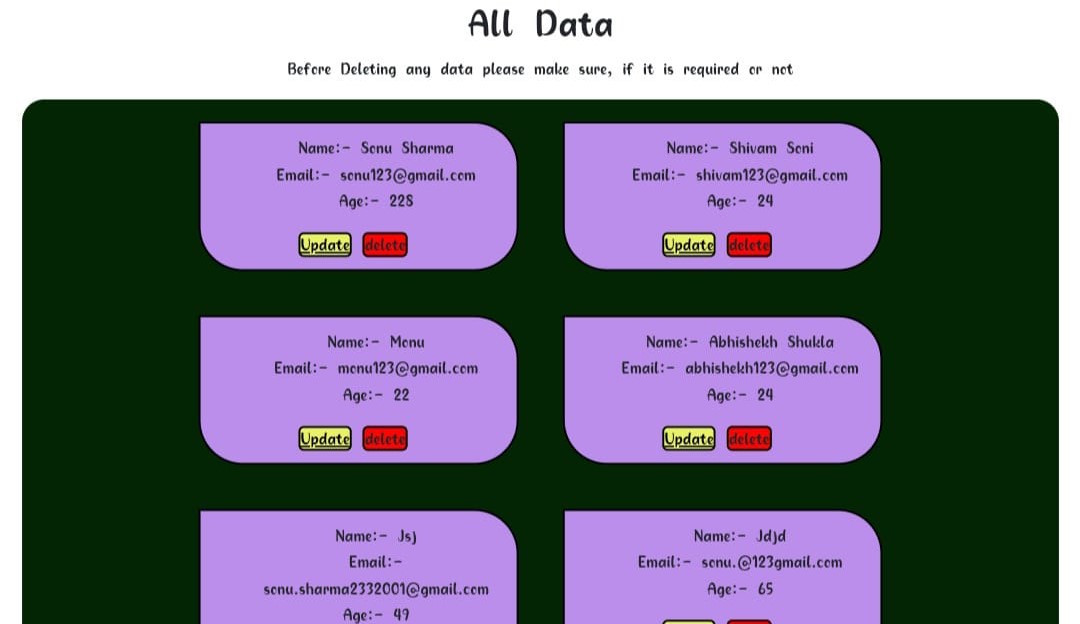 All Data
Before Deleting any data please make sure, if it is required or not
Name:- Sonu Sharma
Email:- sonu123@gmail.com
Age:- 228
Update delete
Name:- Shivam Soni
Email:- shivam123@gmail.com
Age:- 24
Update delete
Name:- Monu
Email:- monu123@gmail.com
Age:- 22
Update delete
Name:- Abhishekh Shukla
Email:- abhishekh123@gmail.com
Age:- 24
Update delete
Name:- Jsj
Email:-
sonu.sharma2332001@gmail.com
Age:- 49
Name:- Jdjd
Email:- sonu.@123gmail.com
Age:- 65